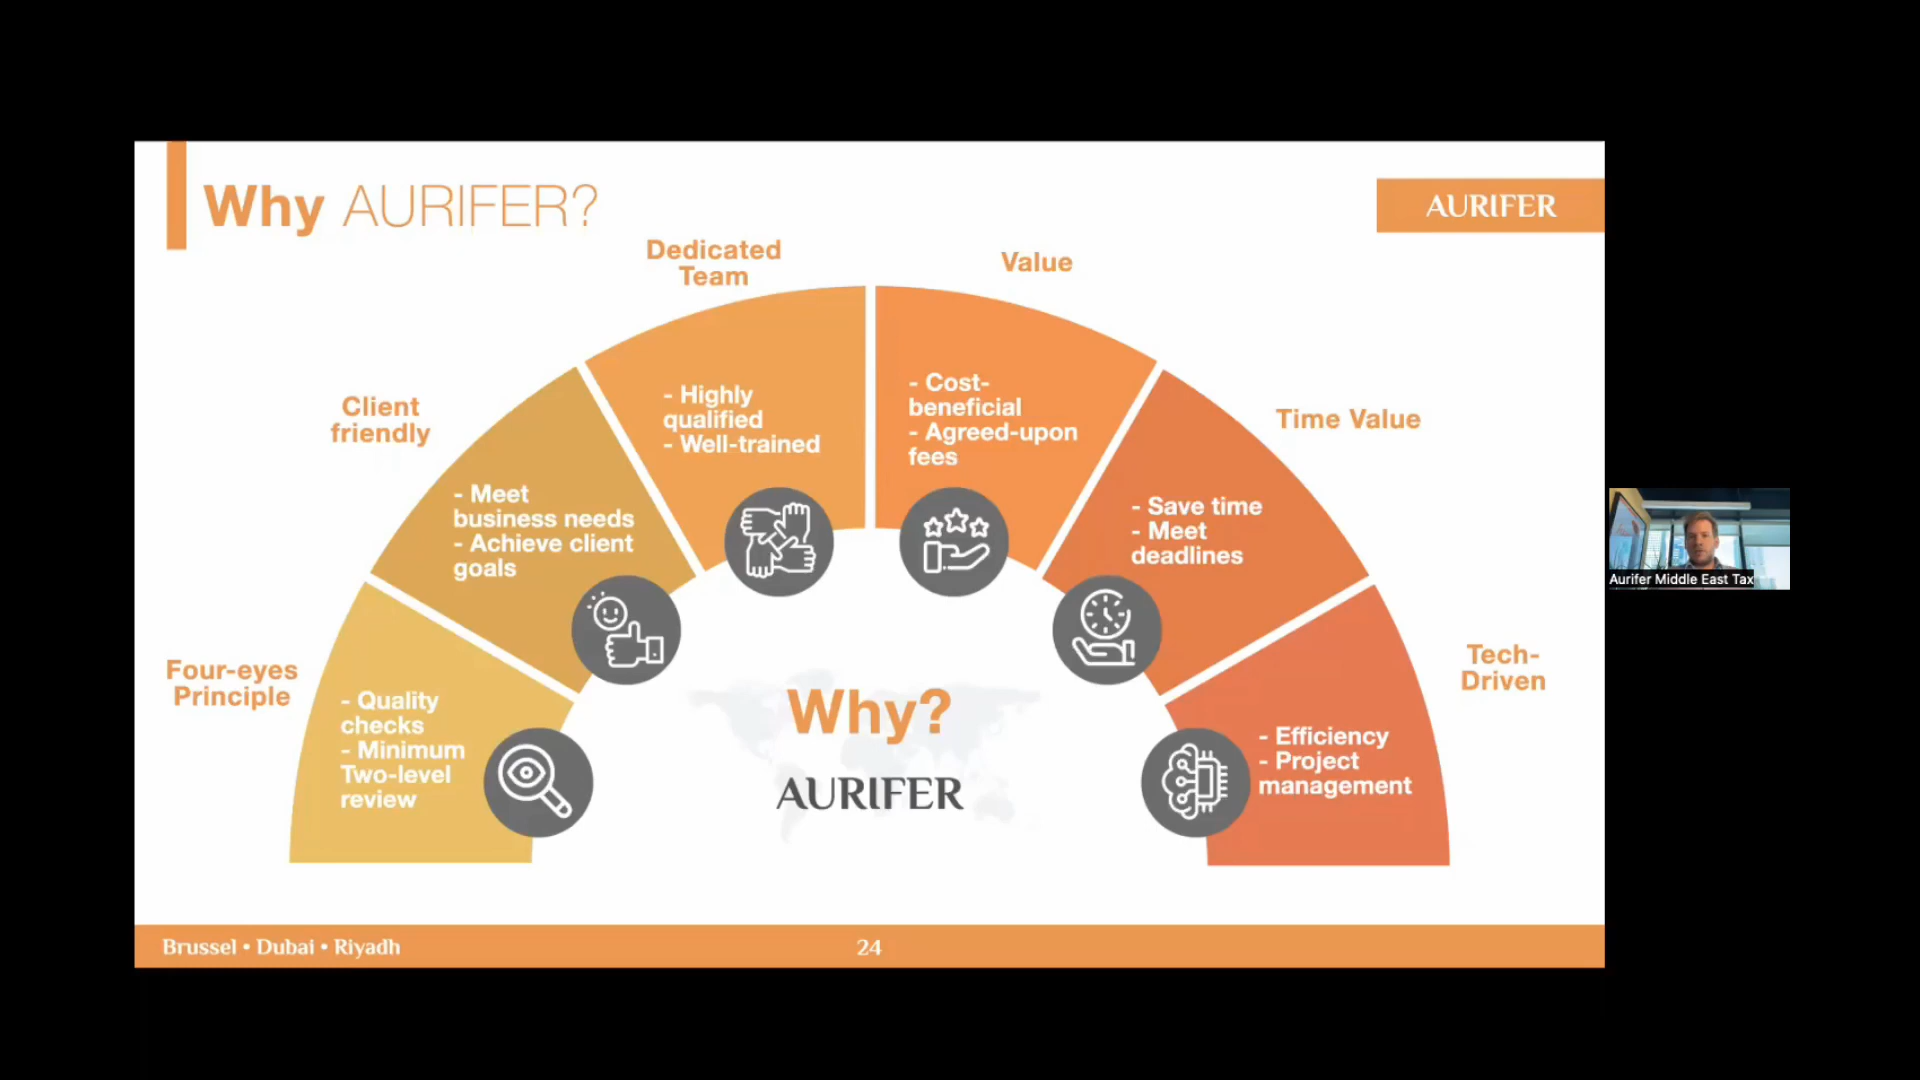 Why AURIFER?
AURIFER
Dedicated
Team
Value
Client
friendly
Time Value
Four-eyes
Principle
Tech-
Driven
- Quality
checks
- Minimum
Two-level
review
- Meet
business needs
- Achieve client
goals
- Highly
qualified
- Well-trained
- Cost-
beneficial
- Agreed-upon
fees
- Save time
- Meet
deadlines
- Efficiency
- Project
management
Why?
AURIFER
Aurifer Middle East Tax
Brussel • Dubai • Riyadh
24